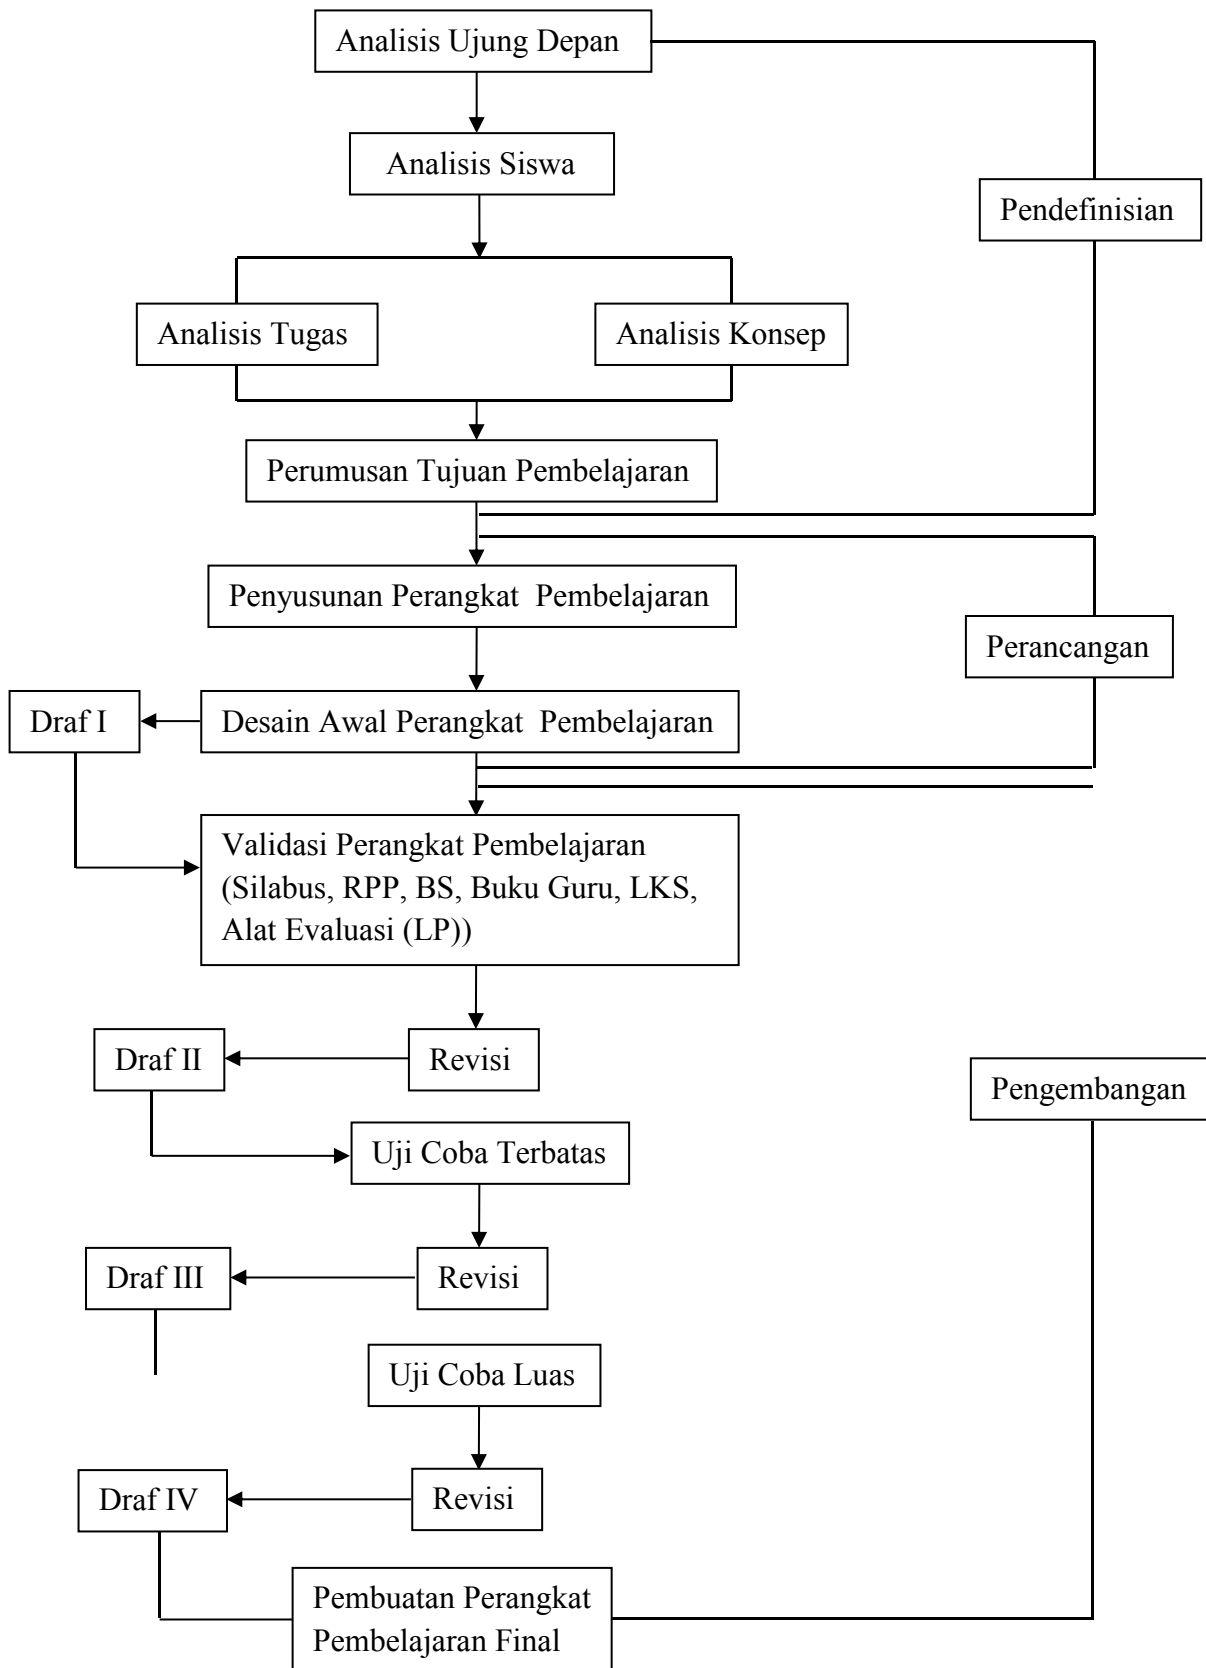 Analisis Ujung Depan
Analisis Siswa
Pendefinisian
Analisis Tugas
Analisis Konsep
Perumusan Tujuan Pembelajaran
Penyusunan Perangkat  Pembelajaran
Perancangan
Draf I
Desain Awal Perangkat  Pembelajaran
Validasi Perangkat Pembelajaran
(Silabus, RPP, BS, Buku Guru, LKS,
Alat Evaluasi (LP))
Draf II
Revisi
Pengembangan
Uji Coba Terbatas
Draf III
Revisi
Uji Coba Luas
Draf IV
Revisi
Pembuatan Perangkat
Pembelajaran Final